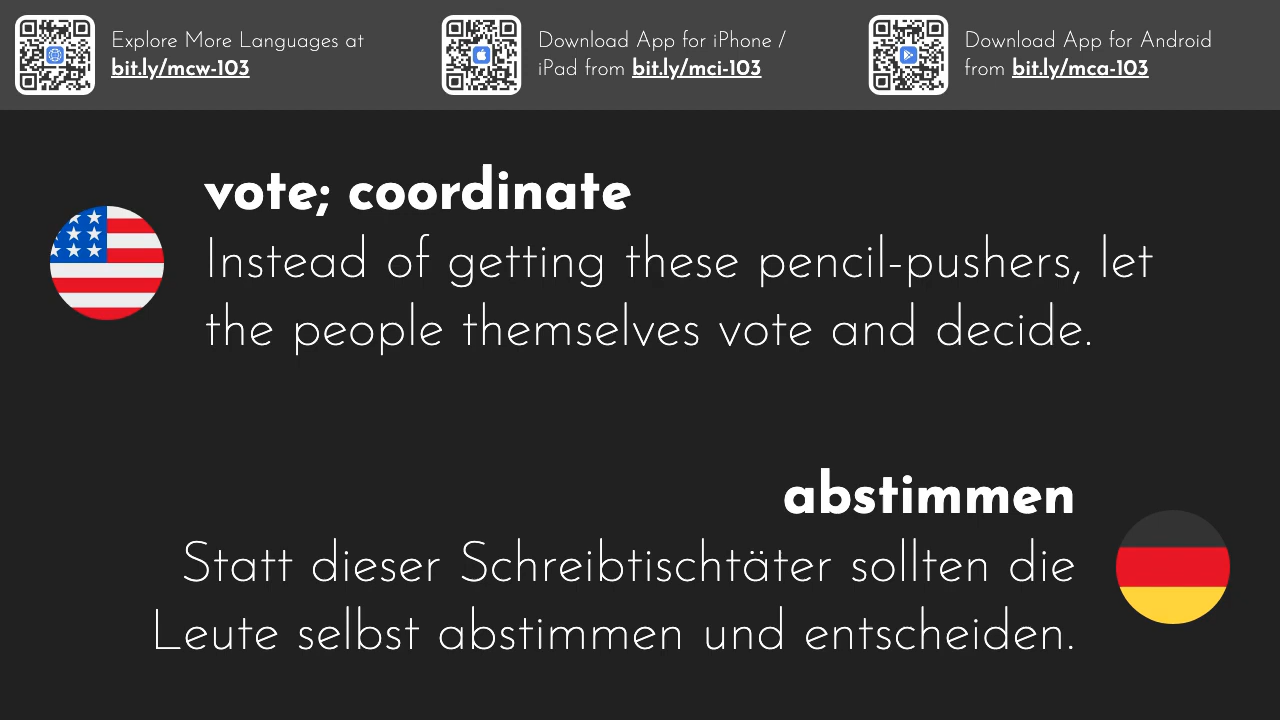 Explore More Languages at
bit.ly/mcw-103
Download App for iPhone /
iPad from bit.ly/mci-103
Download App for Android
from bit.ly/mca-103
vote; coordinate
Instead of getting these pencil-pushers, let
the people themselves vote and decide.
abstimmen
Statt dieser Schreibtischtäter sollten die
Leute selbst abstimmen und entscheiden.